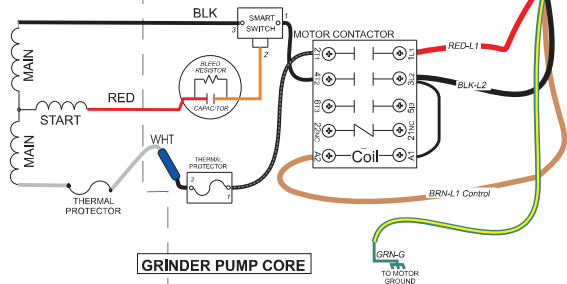 BLK
SMART
SWITCH
3
1
2
MOTOR CONTACTOR
BLEED
RESISTOR
CAPACITOR
RED
START
MAIN
MAIN
WHT
THERMAL
PROTECTOR
3
1
THERMAL
PROTECTOR
2T1
1L1
4T2
3L2
6T3
5l3
22NC
21NC
A2
Coil
A1
RED-L1
BLK-L2
BRN-L1 Control
GRN-G
TO MOTOR
GROUND
GRINDER PUMP CORE